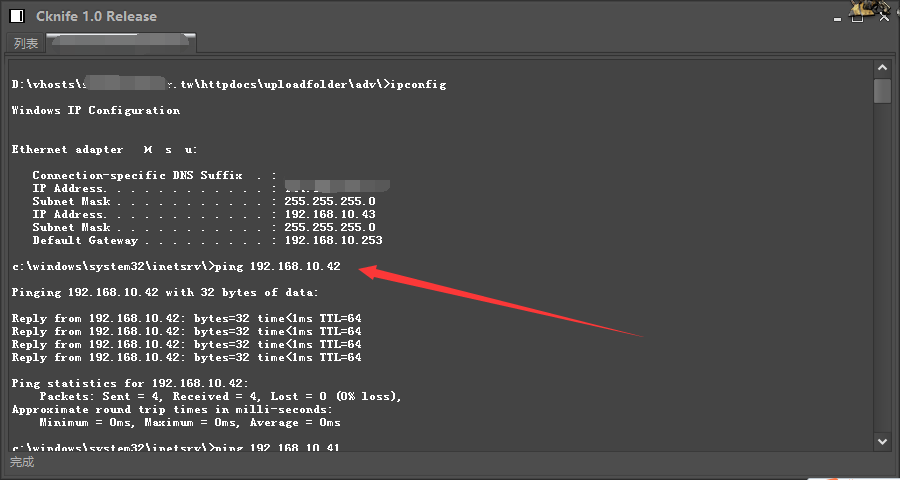 Cknife 1.0 Release
列表
D:\vhosts\s r.tw\httpdocs\uploadfolder\adv\>ipconfig
Windows IP Configuration
Ethernet adapter M s u:
Connection-specific DNS Suffix . :
IP Address. . . . . . . . . . . . :
Subnet Mask . . . . . . . . . . . : 255.255.255.0
IP Address. . . . . . . . . . . . : 192.168.10.43
Subnet Mask . . . . . . . . . . . : 255.255.255.0
Default Gateway . . . . . . . . . : 192.168.10.253
c:\windows\system32\inetsrv\>ping 192.168.10.42
Pinging 192.168.10.42 with 32 bytes of data:
Reply from 192.168.10.42: bytes=32 time<1ms TTL=64
Reply from 192.168.10.42: bytes=32 time<1ms TTL=64
Reply from 192.168.10.42: bytes=32 time<1ms TTL=64
Reply from 192.168.10.42: bytes=32 time<1ms TTL=64
Ping statistics for 192.168.10.42:
Packets: Sent = 4, Received = 4, Lost = 0 (0% loss),
Approximate round trip times in milli-seconds:
Minimum = 0ms, Maximum = 0ms, Average = 0ms
c:\windows\system32\inetsrv\>ping 192.168.10.41
完成